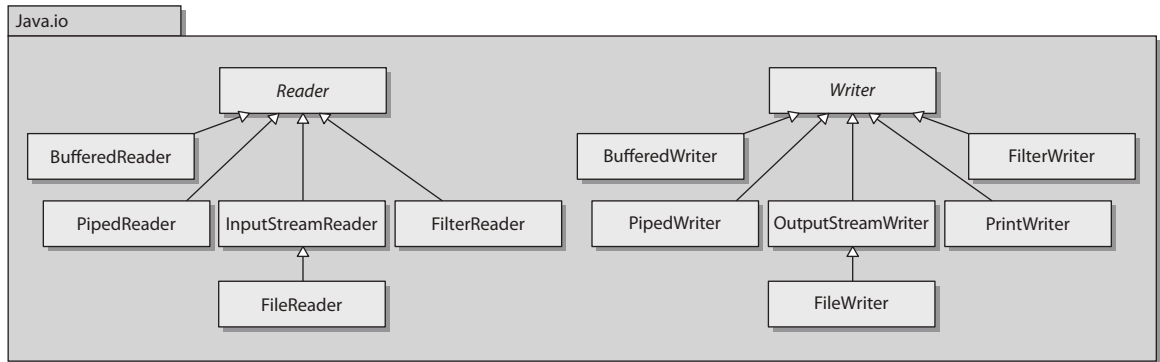 Java.io
Reader
Writer
BufferedReader
BufferedWriter
FilterWriter
PipedReader
InputStreamReader
FilterReader
PipedWriter
OutputStreamWriter
PrintWriter
FileReader
FileWriter